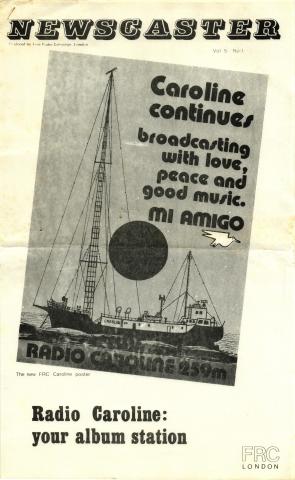 NEWSCASTER
Produced by Free Radio Campaign, London
Vol 5 No 1
Caroline
continues
broadcasting
with love,
peace and
good music.
MI AMIGO
RADIO CAROLINE 259m
The new FRC Caroline poster
Radio Caroline:
your album station
FRC
LONDON